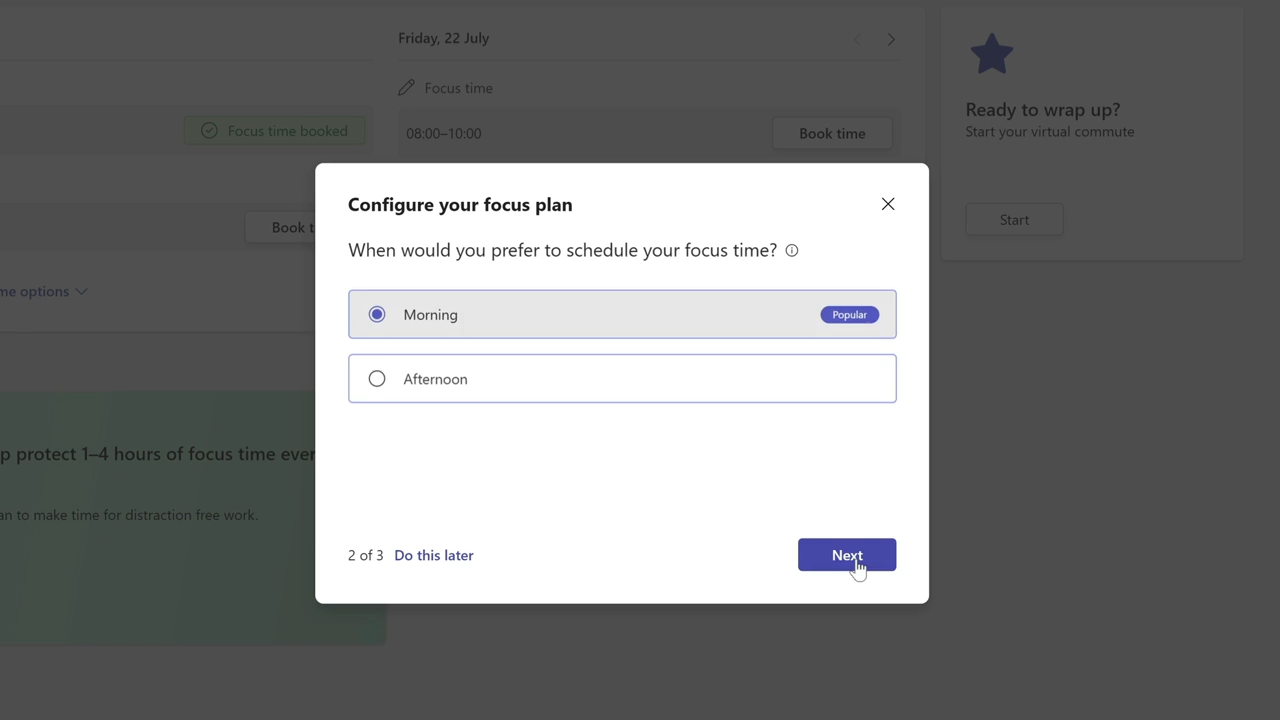 Friday, 22 July
Focus time
Focus time booked
08:00–10:00
Book time
Book t
me options
p protect 1–4 hours of focus time ever
an to make time for distraction free work.
Ready to wrap up?
Start your virtual commute
Start
Configure your focus plan
When would you prefer to schedule your focus time?
Morning
Popular
Afternoon
2 of 3 Do this later
Next